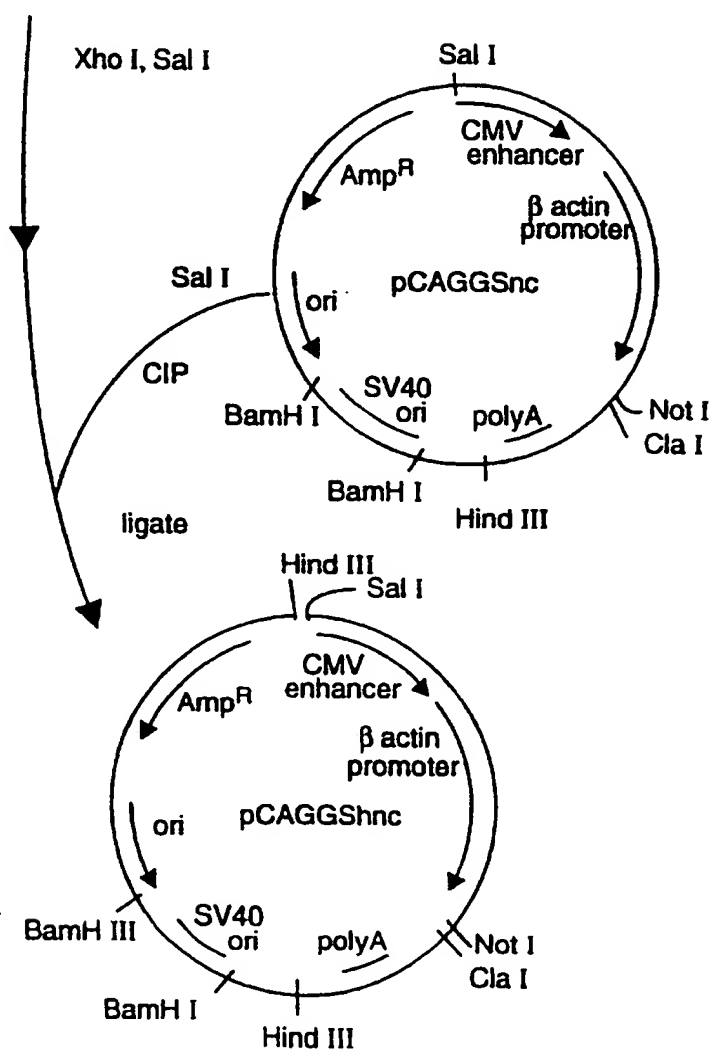 Xho I, Sal I
Sal I
CMV
enhancer
AmpR
β actin
promoter
Sal I
pCAGGSnc
ori
CIP
SV40
ori
BamH I
polyA
Not I
Cla I
BamH I
Hind III
ligate
Hind III
Sal I
CMV
enhancer
AmpR
β actin
promoter
ori
pCAGGShnc
SV40
ori
BamH III
polyA
Not I
Cla I
BamH I
Hind III